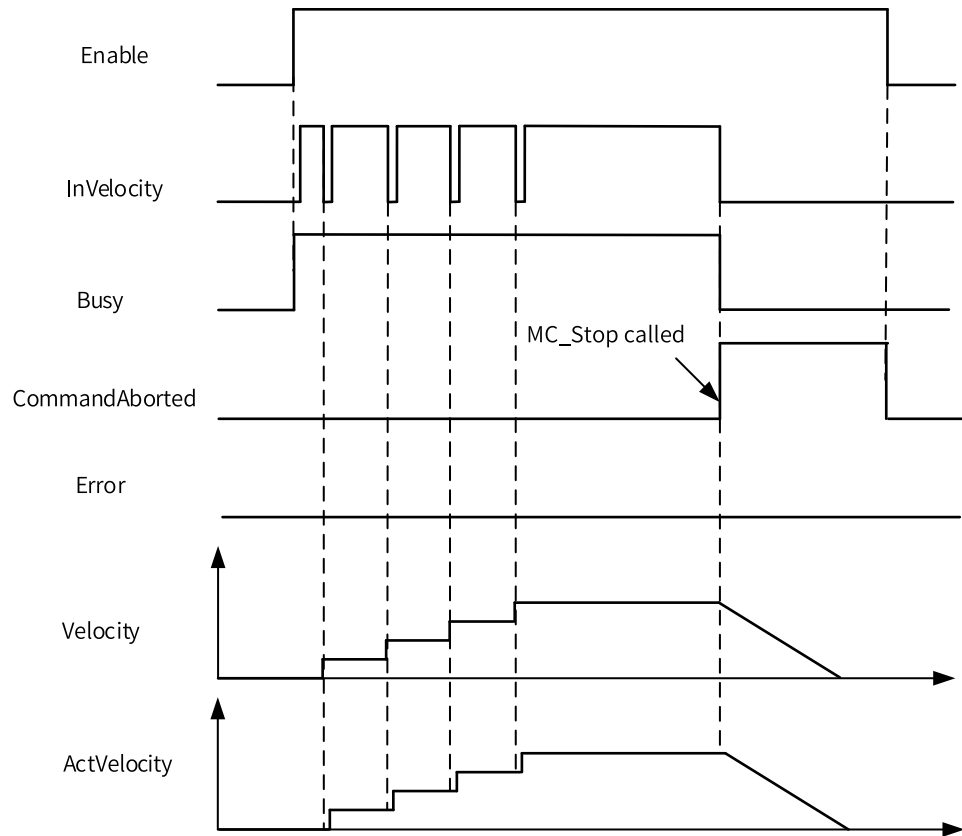 Enable
InVelocity
Busy
MC_Stop called
CommandAborted
Error
Velocity
ActVelocity